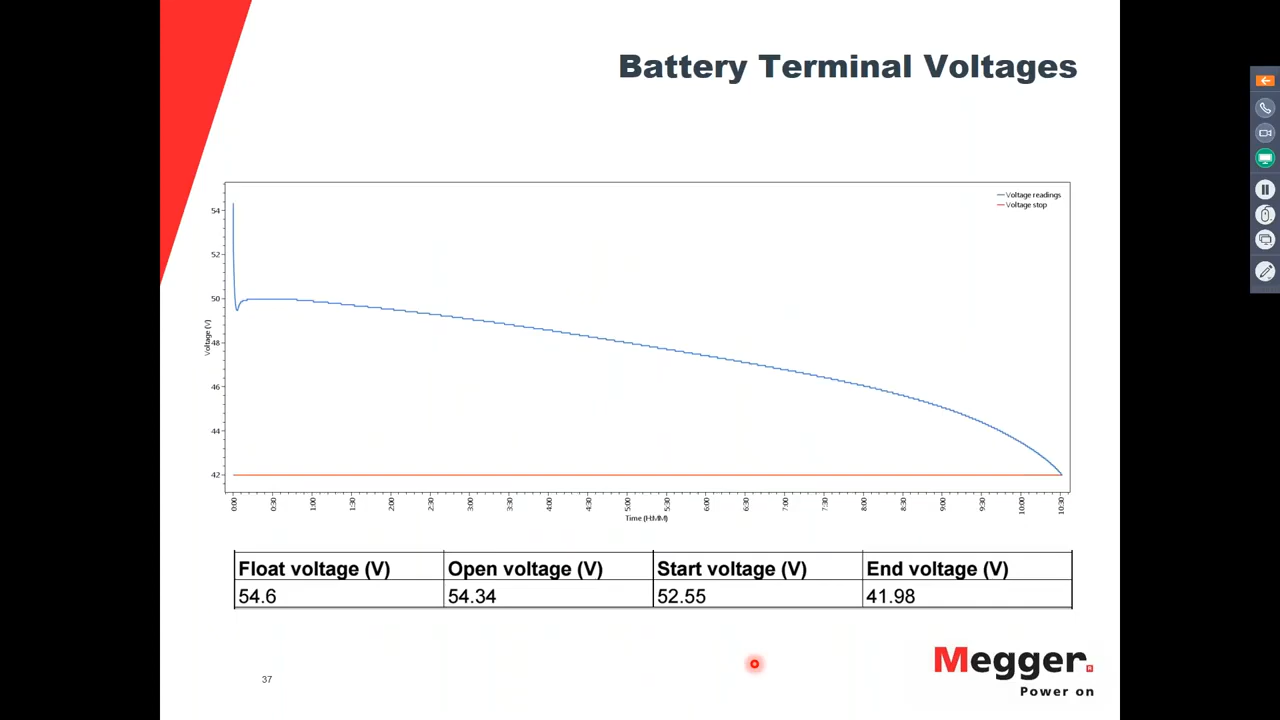 Battery Terminal Voltages
Voltage readings
Voltage stop
54
52
50
48
46
44
42
Voltage (V)
0:00 0:30 1:00 1:30 2:00 2:30 3:00 3:30 4:00 4:30 5:00 5:30 6:00 6:30 7:00 7:30 8:00 8:30 9:00 9:30 10:00 10:30
Time (H:MM)
Float voltage (V) Open voltage (V) Start voltage (V) End voltage (V)
54.6 54.34 52.55 41.98
Megger.
Power on
37